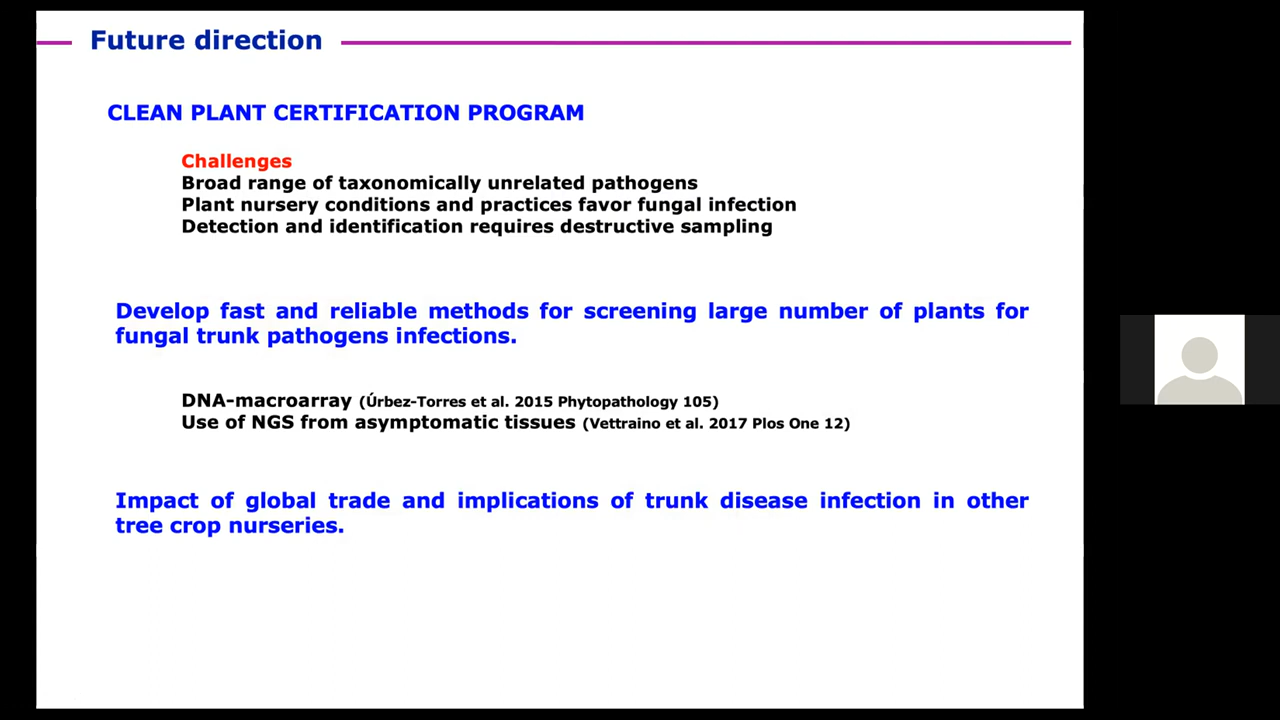 Future direction
CLEAN PLANT CERTIFICATION PROGRAM
Challenges
Broad range of taxonomically unrelated pathogens
Plant nursery conditions and practices favor fungal infection
Detection and identification requires destructive sampling
Develop fast and reliable methods for screening large number of plants for
fungal trunk pathogens infections.
DNA-macroarray (Úrbez-Torres et al. 2015 Phytopathology 105)
Use of NGS from asymptomatic tissues (Vettraino et al. 2017 Plos One 12)
Impact of global trade and implications of trunk disease infection in other
tree crop nurseries.